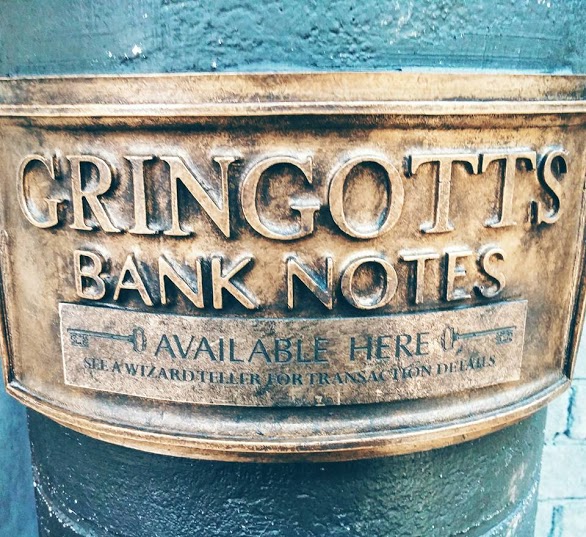 GRINGOTTS
BANK NOTES
AVAILABLE HERE
SEE A WIZARD TELLER FOR TRANSACTION DETAILS